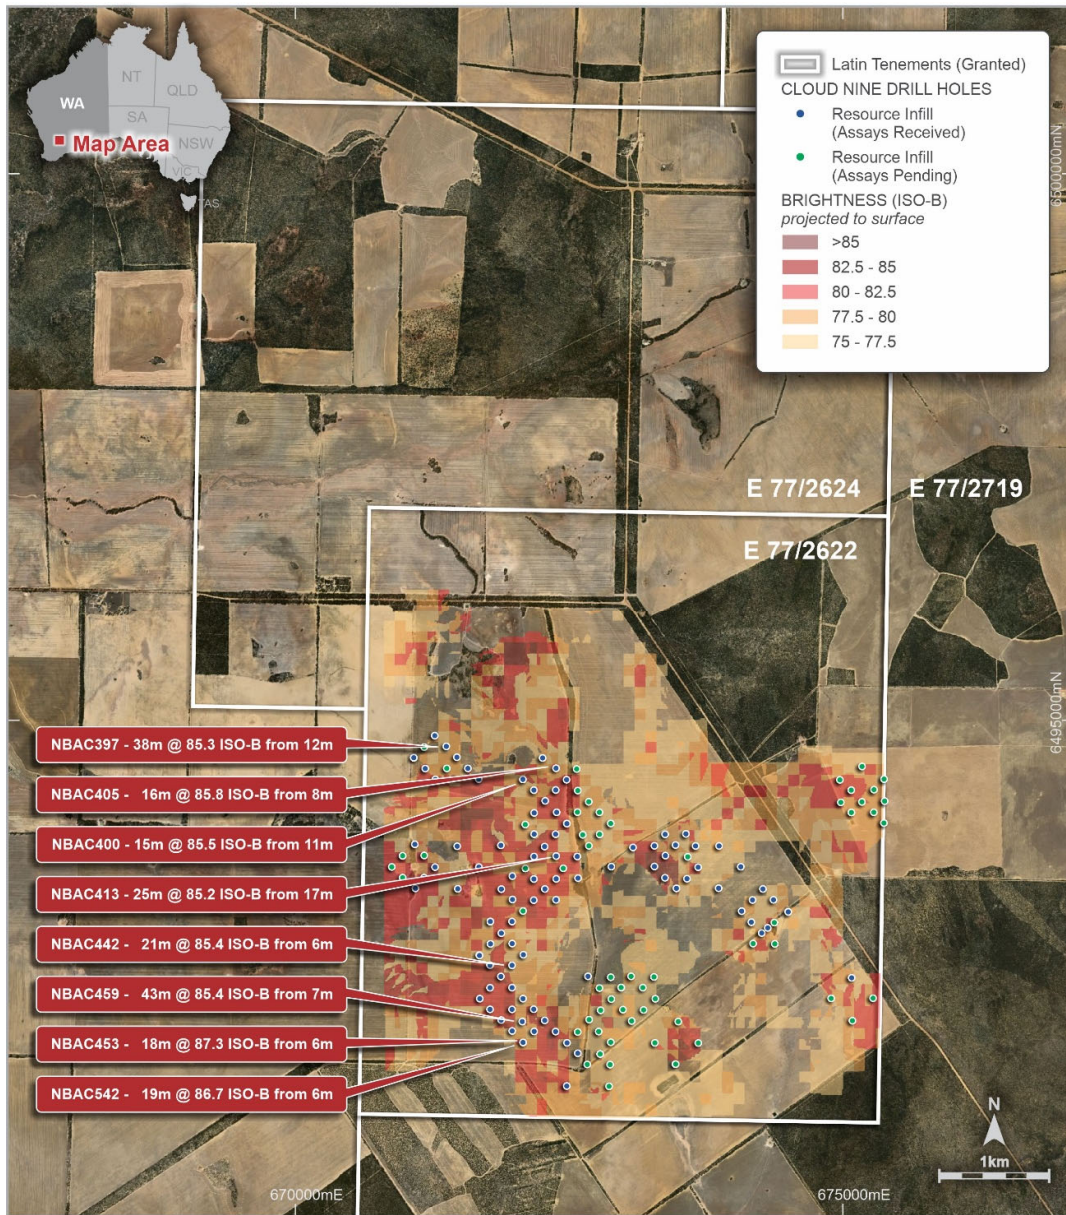 NT
QLD
WA
SA
NSW
VIC
TAS
Map Area
Latin Tenements (Granted)
CLOUD NINE DRILL HOLES
Resource Infill
(Assays Received)
Resource Infill
(Assays Pending)
BRIGHTNESS (ISO-B)
projected to surface
>85
82.5 - 85
80 - 82.5
77.5 - 80
75 - 77.5
6500000mN
E 77/2624
E 77/2719
E 77/2622
6495000mN
NBAC397 - 38m @ 85.3 ISO-B from 12m
NBAC405 - 16m @ 85.8 ISO-B from 8m
NBAC400 - 15m @ 85.5 ISO-B from 11m
NBAC413 - 25m @ 85.2 ISO-B from 17m
NBAC442 - 21m @ 85.4 ISO-B from 6m
NBAC459 - 43m @ 85.4 ISO-B from 7m
NBAC453 - 18m @ 87.3 ISO-B from 6m
NBAC542 - 19m @ 86.7 ISO-B from 6m
N
1km
670000mE
675000mE